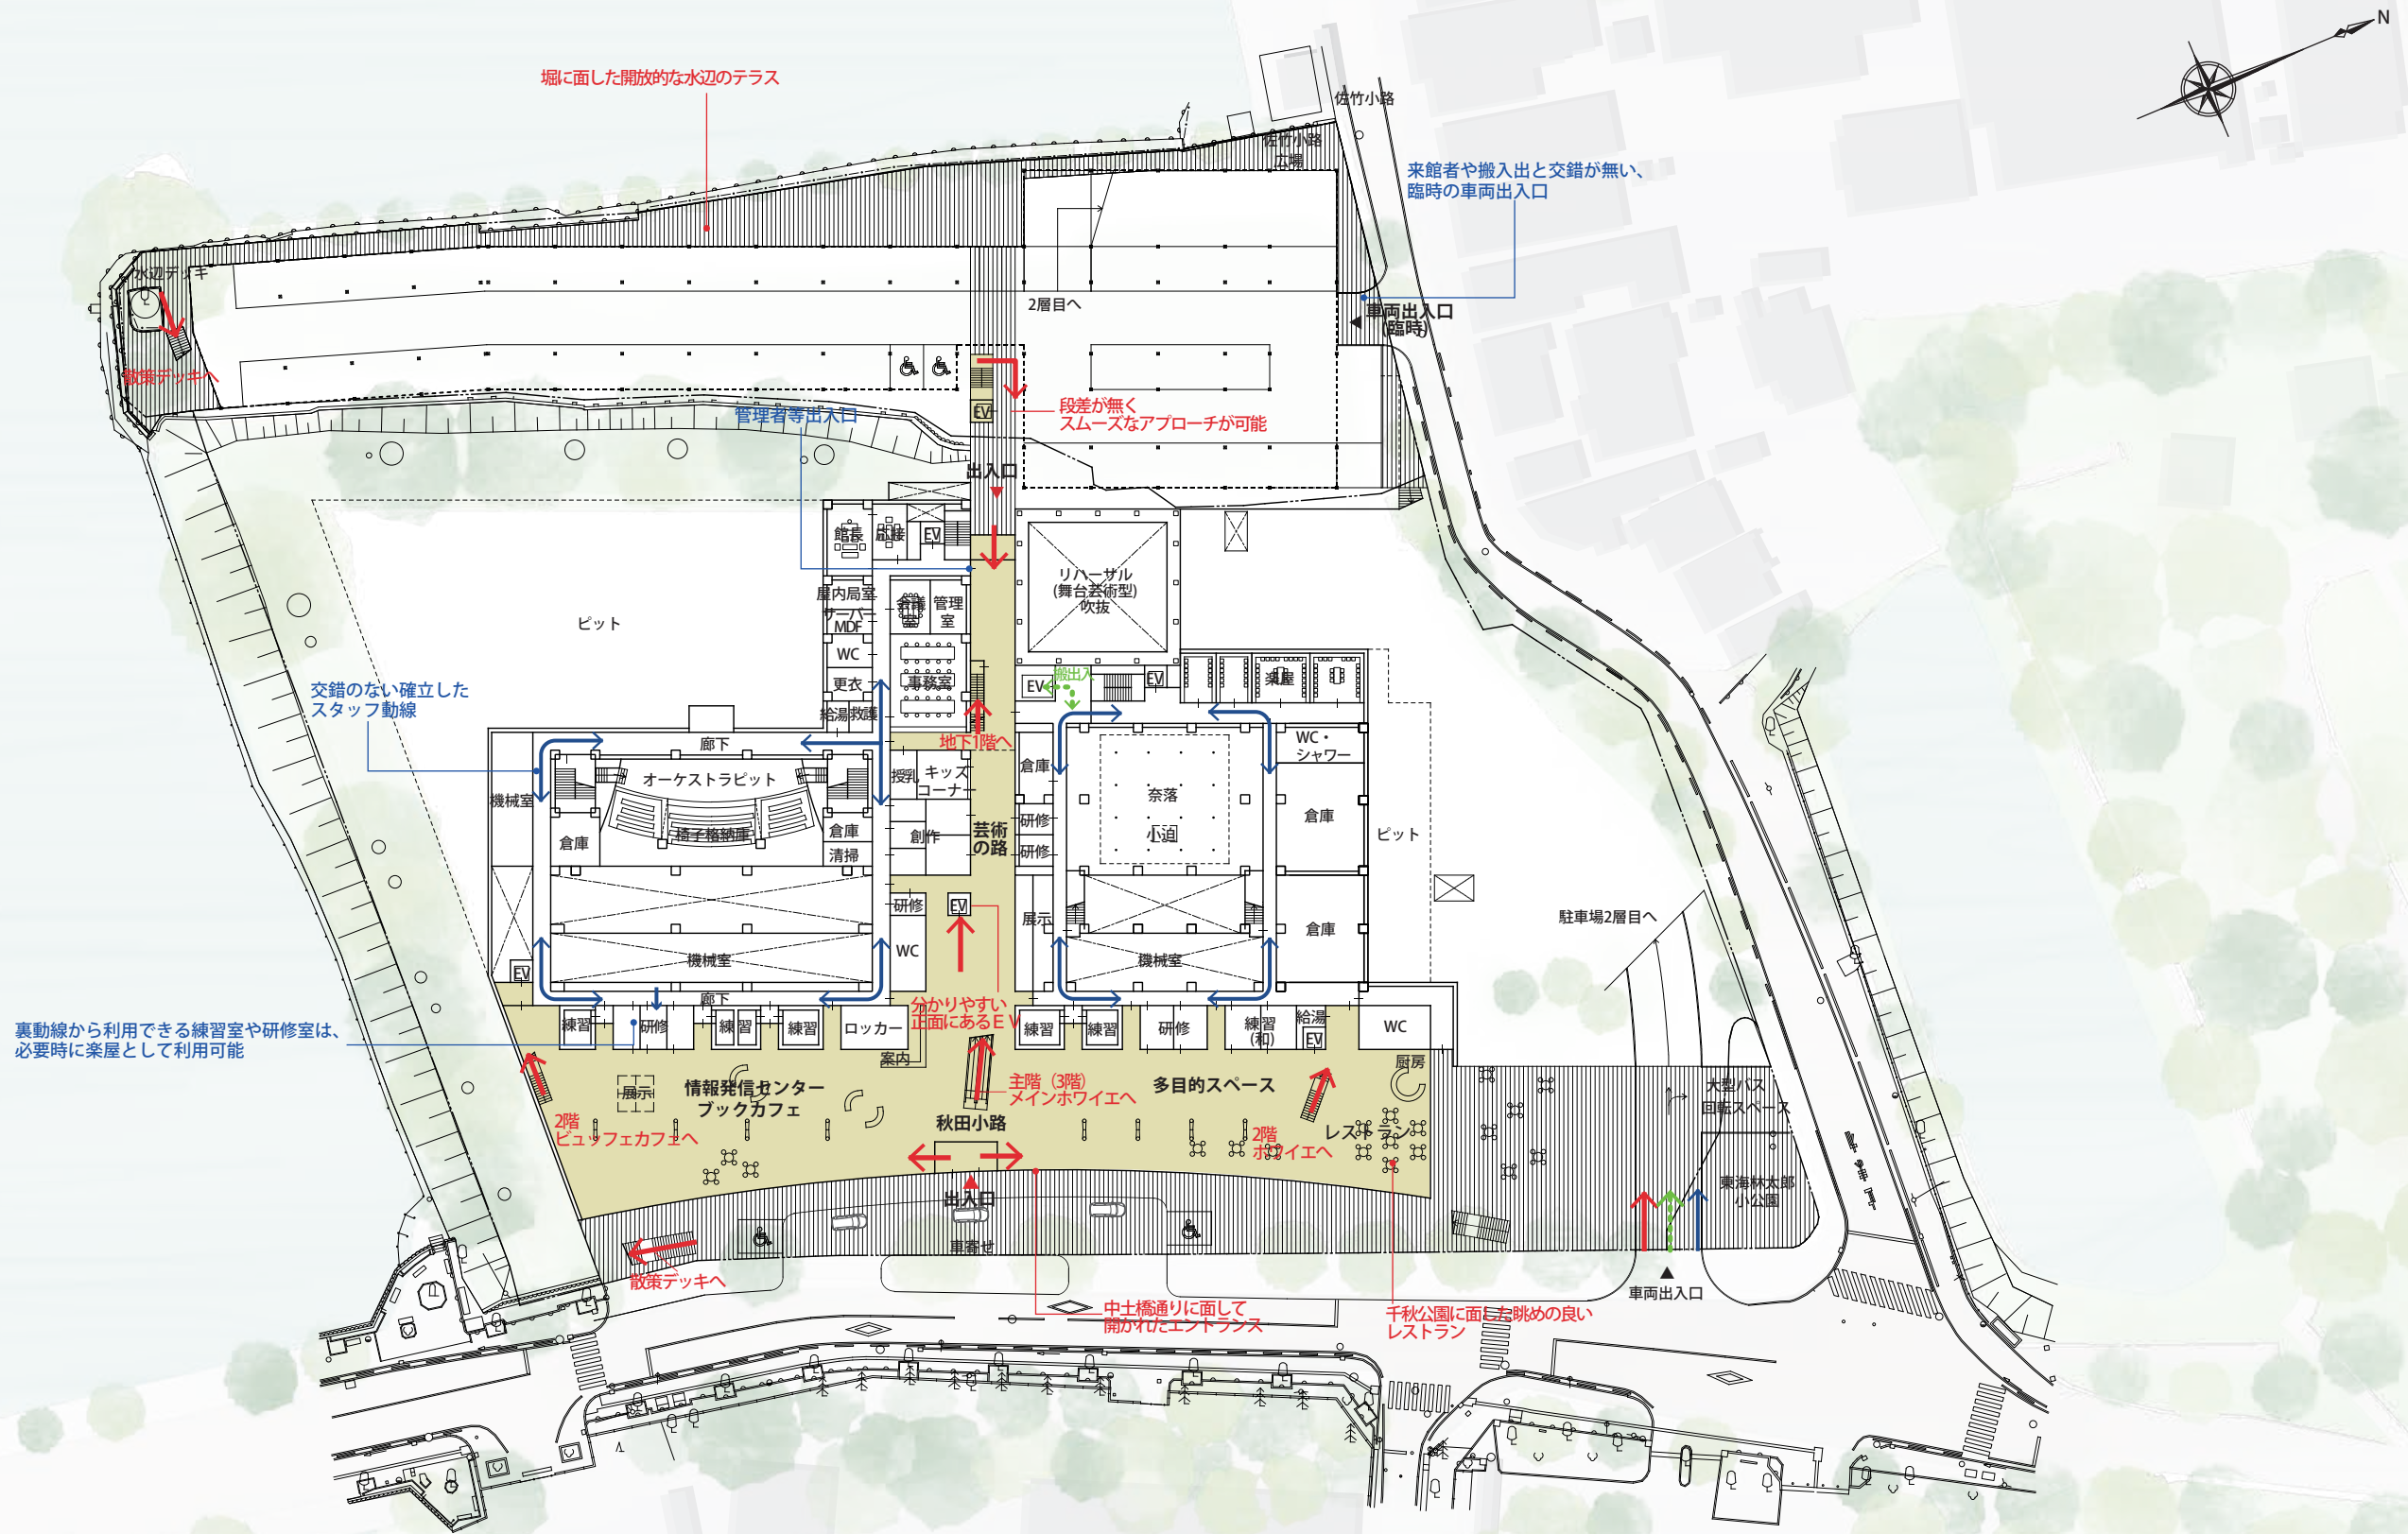 N
堀に面した開放的な水辺のテラス
佐竹小路
佐竹小路
広場
来館者や搬入出と交錯が無い、
臨時の車両出入口
水辺デッキ
散策デッキへ
2層目へ
車両出入口
(臨時)
管理者等出入口
EV
段差が無く
スムーズなアプローチが可能
出入口
館長
応接
EV
リハーサル
(舞台芸術型)
吹抜
屋内局室
サーバー
MDF
会議
室
管理
室
ピット
WC
更衣
事務室
給湯
救護
EV
搬出入
EV
楽屋
交錯のない確立した
スタッフ動線
地下1階へ
廊下
WC・
シャワー
機械室
オーケストラピット
授乳
キッズ
コーナー
倉庫
奈落
椅子格納庫
倉庫
倉庫
清掃
創作
芸術
の路
研修
研修
小迫
倉庫
ピット
研修
EV
展示
倉庫
駐車場2層目へ
WC
機械室
機械室
EV
廊下
分かりやすい
正面にあるEV
裏動線から利用できる練習室や研修室は、
必要時に楽屋として利用可能
練習
研修
練習
練習
ロッカー
練習
練習
研修
練習
(和)
給湯
EV
WC
案内
厨房
展示
情報発信センター
ブックカフェ
主階（3階）
メインホワイエへ
多目的スペース
大型バス
回転スペース
2階
ビュッフェカフェへ
秋田小路
2階
ホワイエへ
レストラン
出入口
東海林太郎
小公園
車寄せ
散策デッキへ
車両出入口
中土橋通りに面して
開かれたエントランス
千秋公園に面した眺めの良い
レストラン